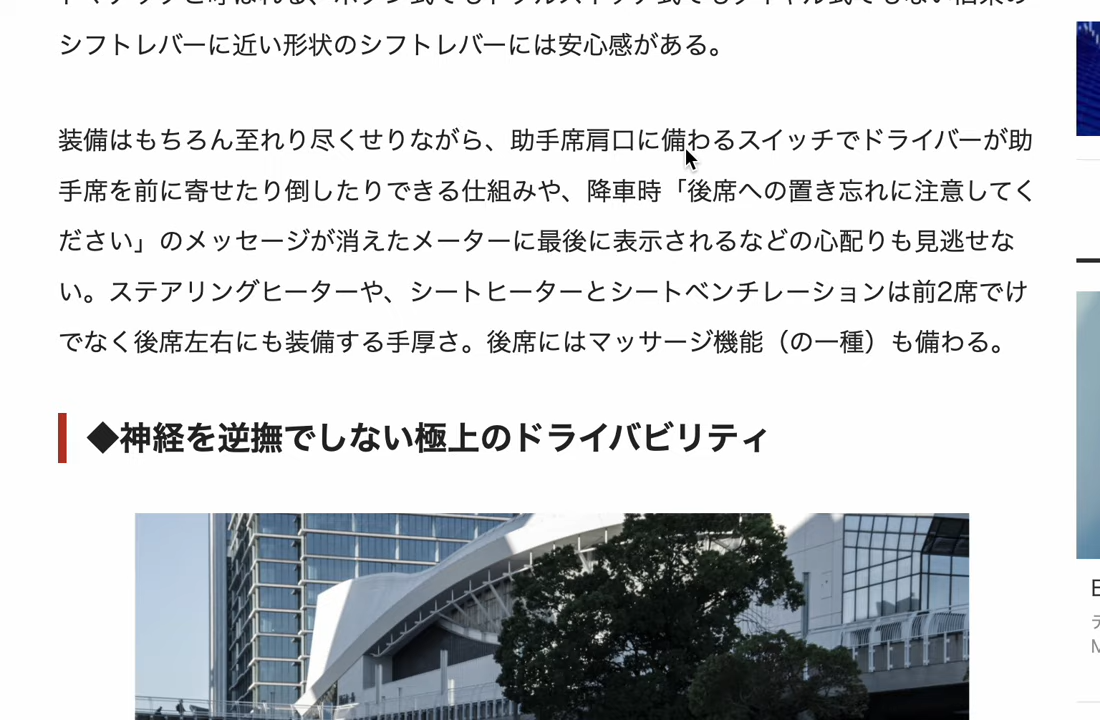 シフトレバーに近い形状のシフトレバーには安心感がある。
装備はもちろん至れり尽くせりながら、助手席肩口に備わるスイッチでドライバーが助
手席を前に寄せたり倒したりできる仕組みや、降車時「後席への置き忘れに注意してく
ださい」のメッセージが消えたメーターに最後に表示されるなどの心配りも見逃せな
い。ステアリングヒーターや、シートヒーターとシートベンチレーションは前2席でけ
でなく後席左右にも装備する手厚さ。後席にはマッサージ機能（の一種）も備わる。
◆神経を逆撫でしない極上のドライバビリティ